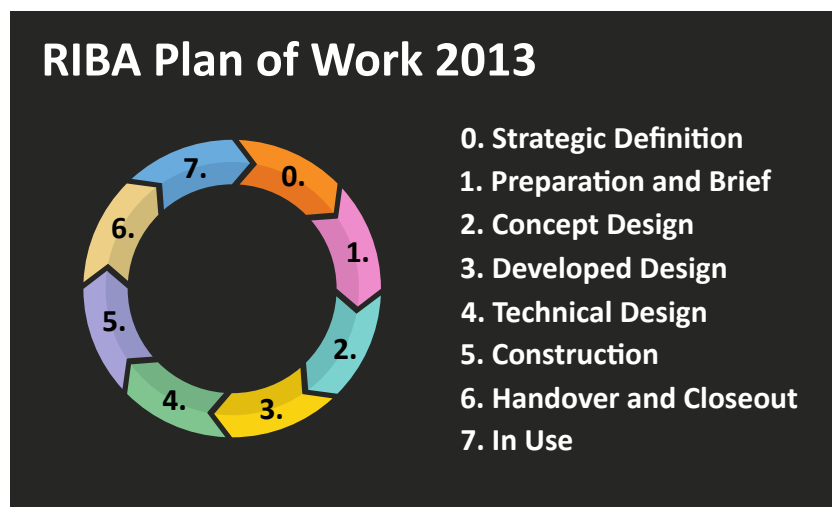 RIBA Plan of Work 2013
0.
1.
2.
3.
4.
5.
6.
7.
0. Strategic Definition
1. Preparation and Brief
2. Concept Design
3. Developed Design
4. Technical Design
5. Construction
6. Handover and Closeout
7. In Use